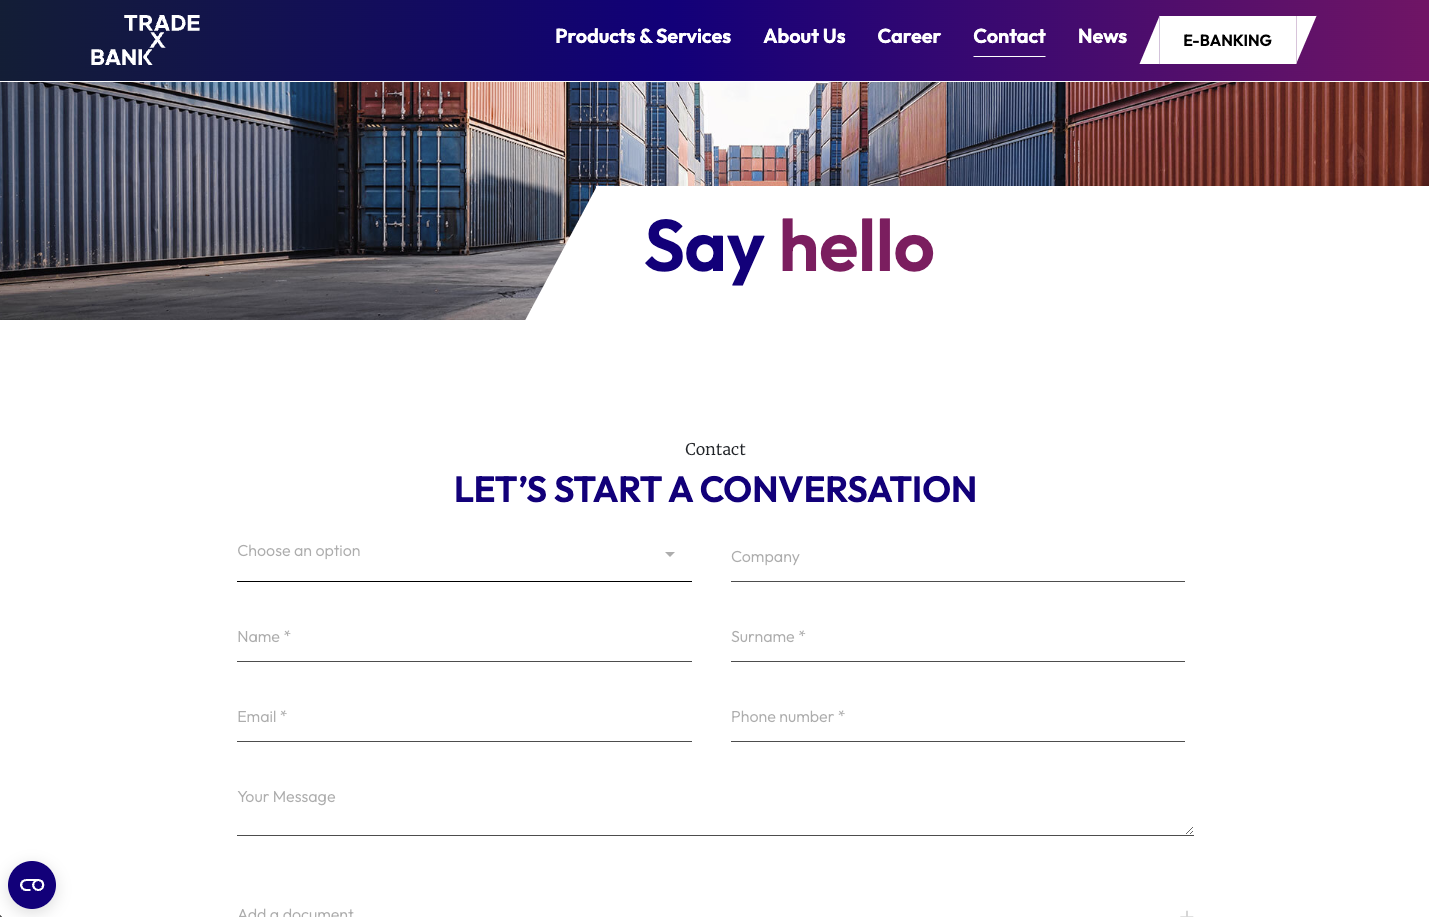 TRADE
X
BANK
Products & Services
About Us
Career
Contact
News
E-BANKING
Say hello
Contact
LET’S START A CONVERSATION
Choose an option
Company
Name *
Surname *
Email *
Phone number *
Your Message
Add a document